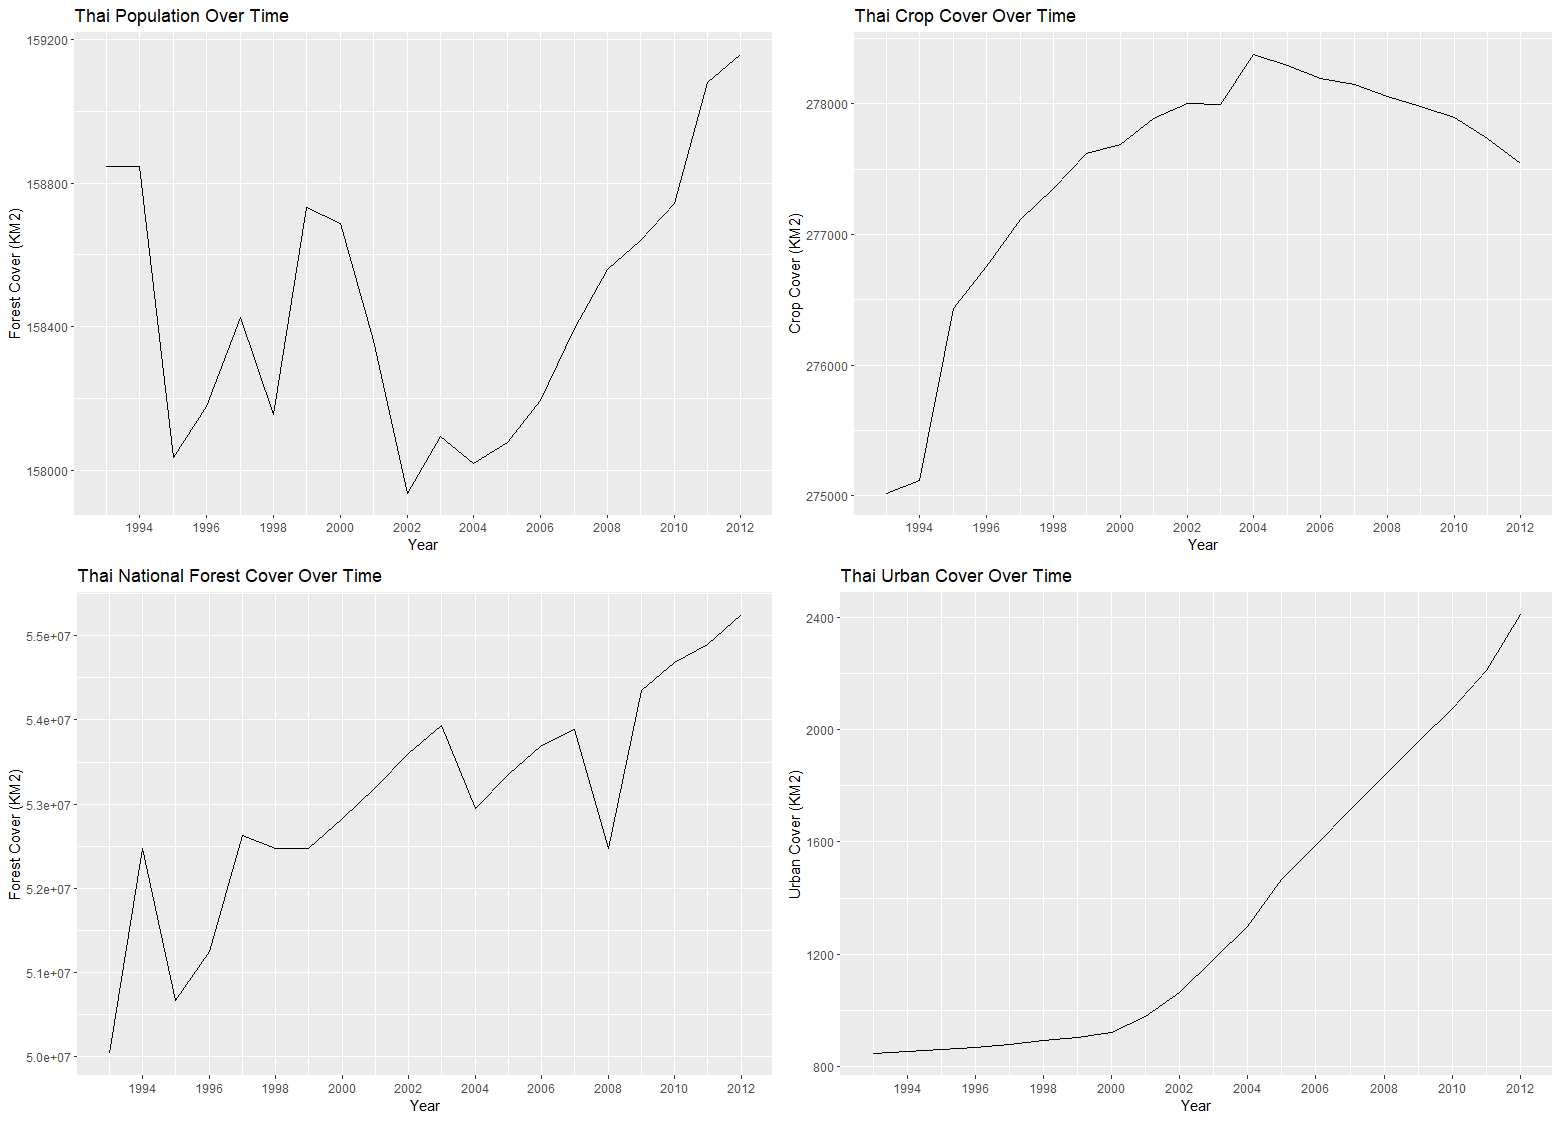 Thai Population Over Time
Forest Cover (KM2)
159200
158800
158400
158000
1994 1996 1998 2000 2002 2004 2006 2008 2010 2012
Year
Thai Crop Cover Over Time
Crop Cover (KM2)
278000
277000
276000
275000
1994 1996 1998 2000 2002 2004 2006 2008 2010 2012
Year
Thai National Forest Cover Over Time
Forest Cover (KM2)
5.5e+07
5.4e+07
5.3e+07
5.2e+07
5.1e+07
5.0e+07
1994 1996 1998 2000 2002 2004 2006 2008 2010 2012
Year
Thai Urban Cover Over Time
Urban Cover (KM2)
2400
2000
1600
1200
800
1994 1996 1998 2000 2002 2004 2006 2008 2010 2012
Year